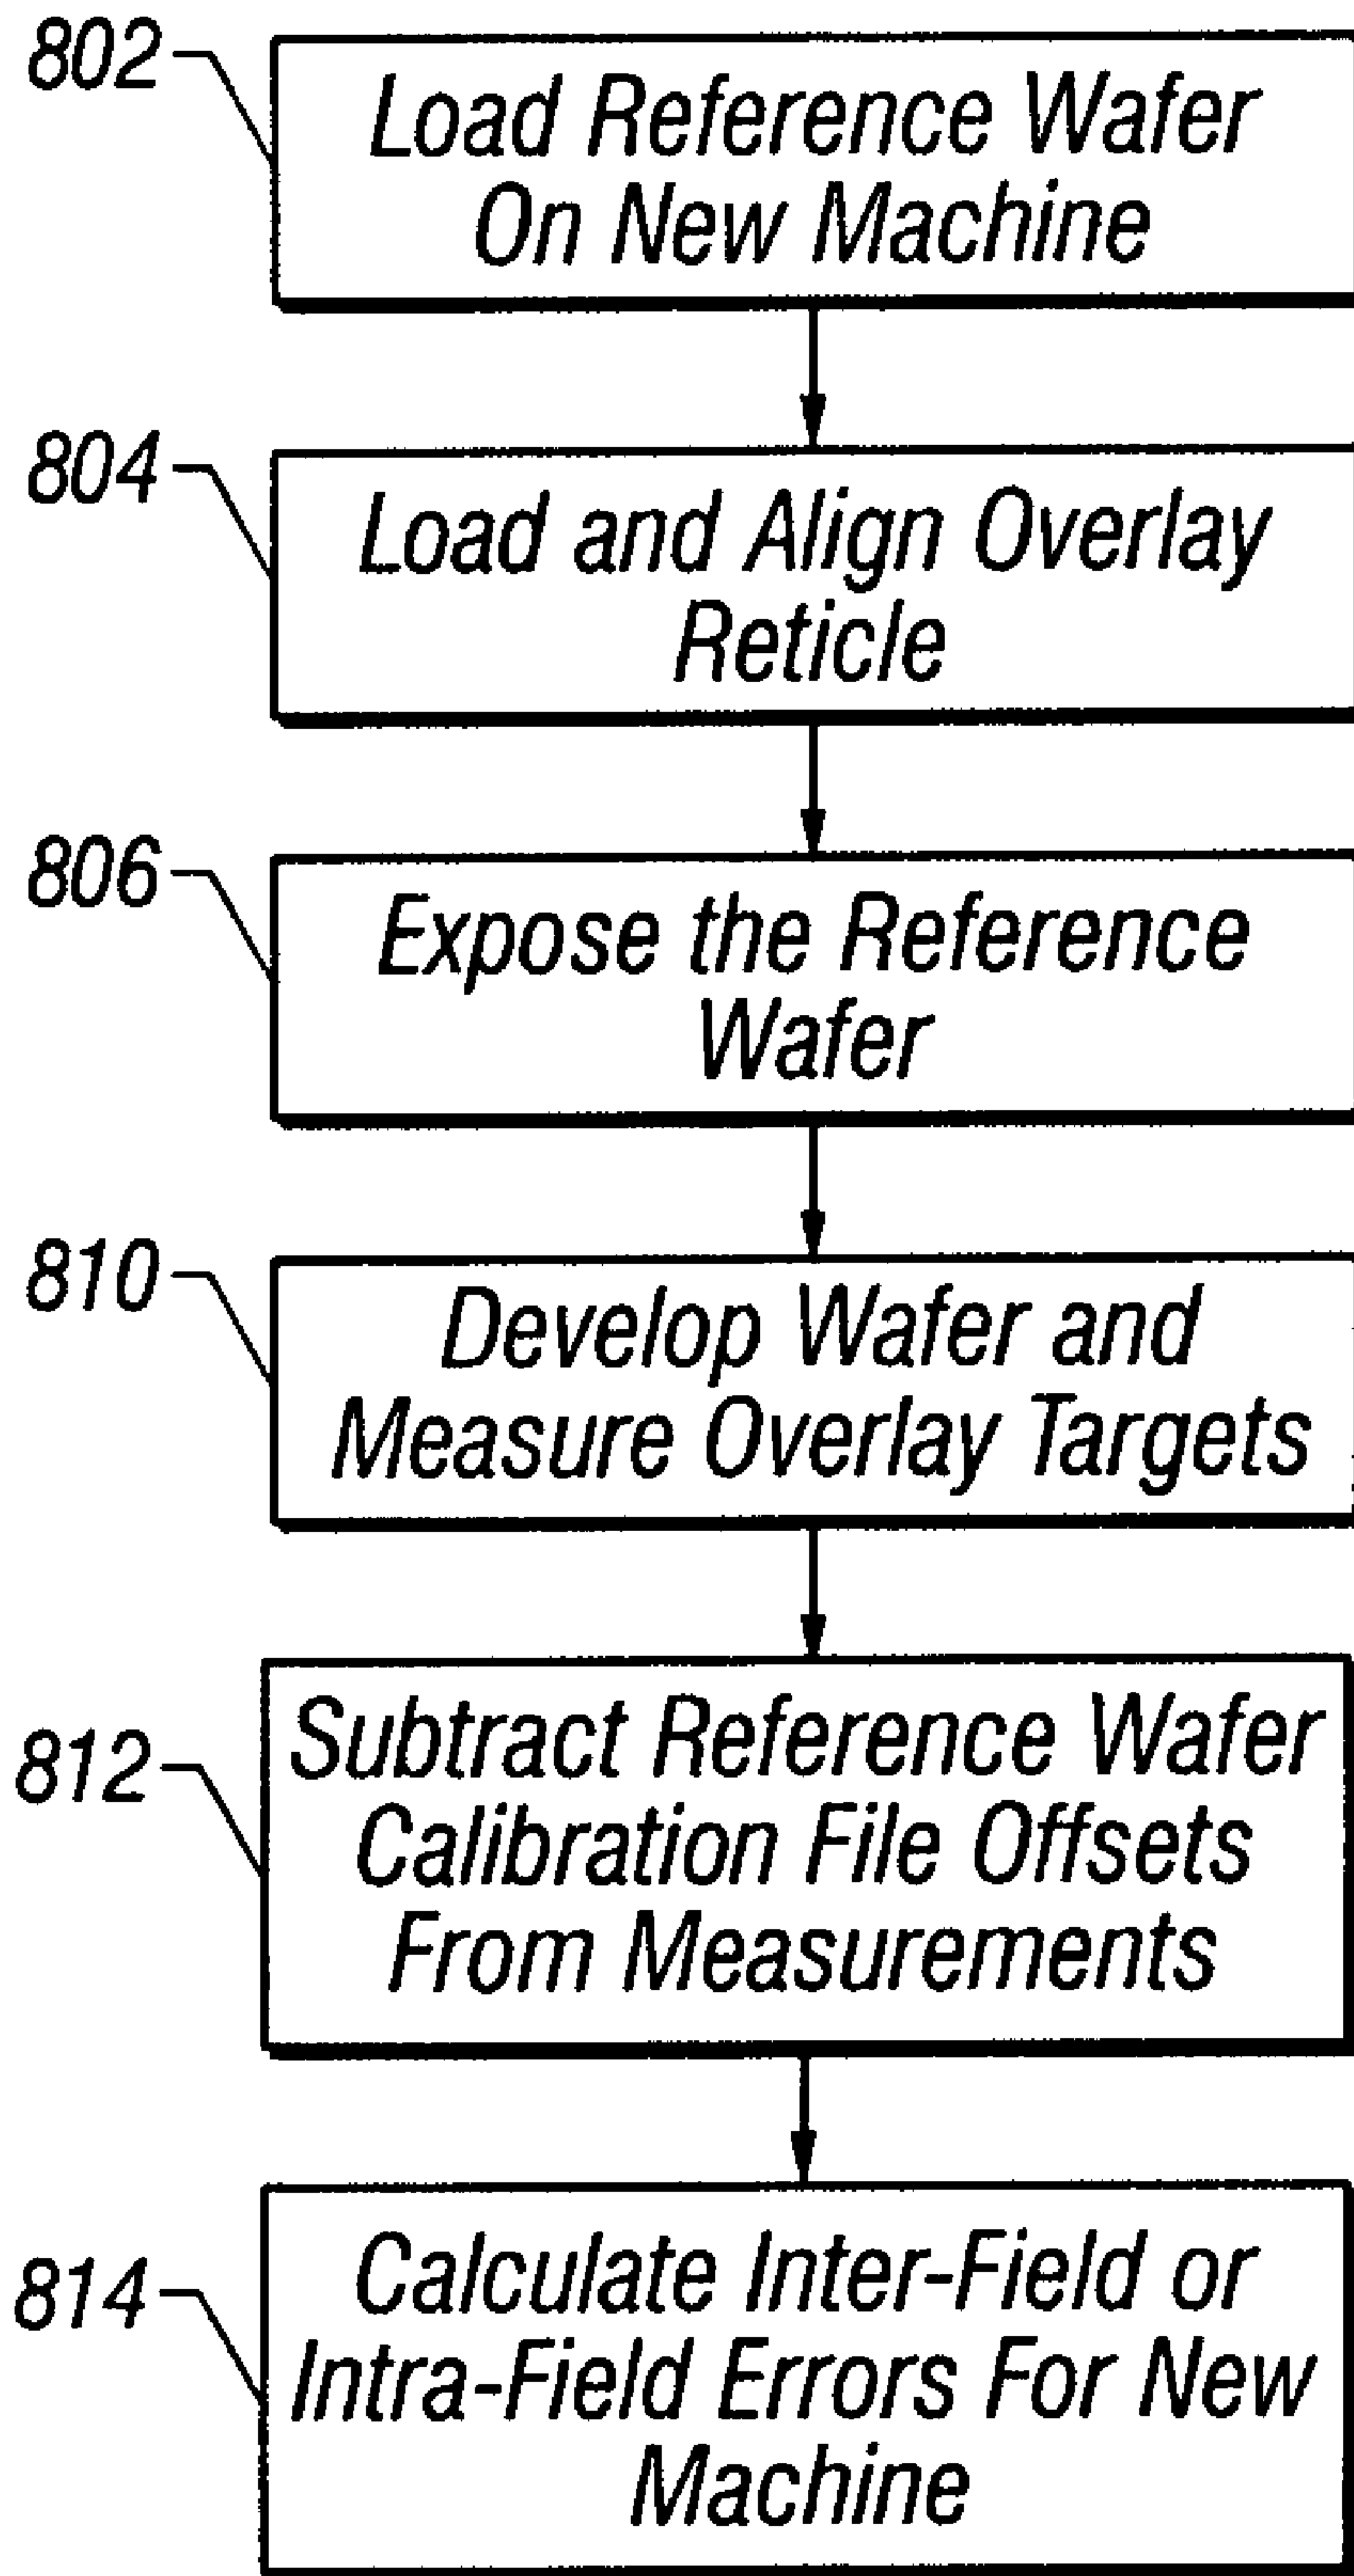 802
Load Reference Wafer
On New Machine
804
Load and Align Overlay
Reticle
806
Expose the Reference
Wafer
810
Develop Wafer and
Measure Overlay Targets
812
Subtract Reference Wafer
Calibration File Offsets
From Measurements
814
Calculate Inter-Field or
Intra-Field Errors For New
Machine